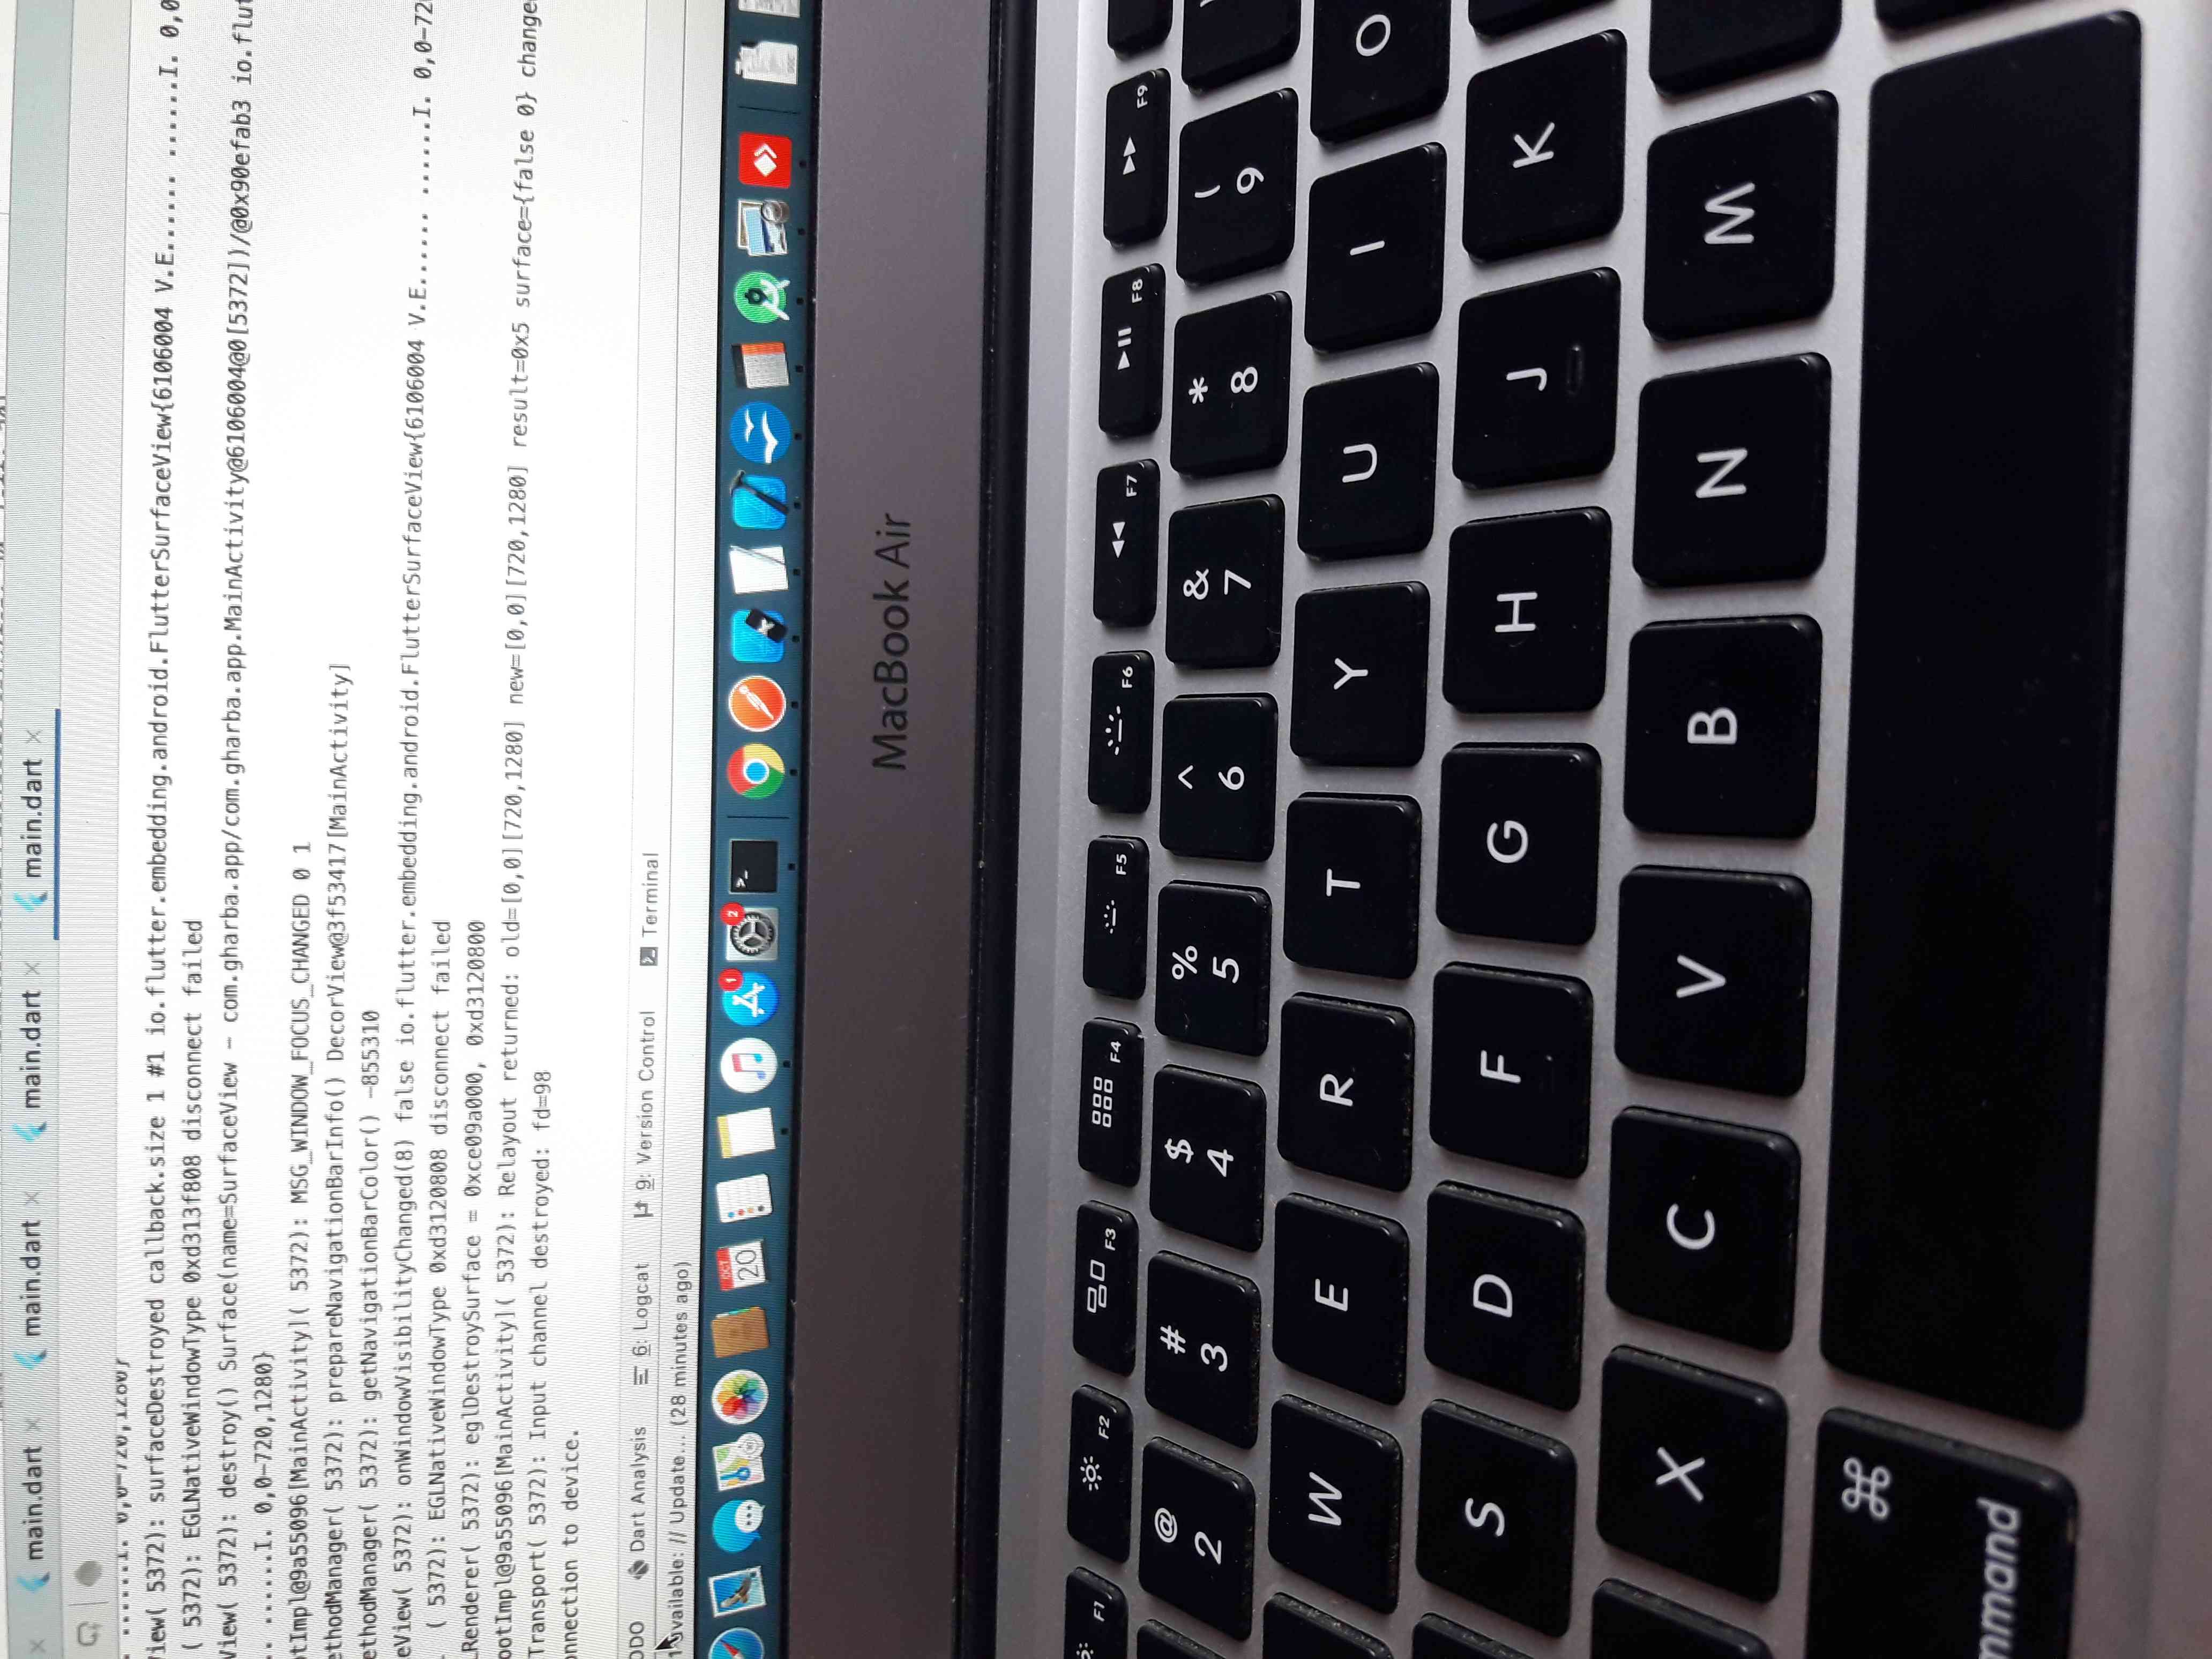 main.dart main.dart main.dart main.dart
0,0-720,1280}
iew( 5372): surfaceDestroyed callback.size 1 #1 io.flutter.embedding.android.FlutterSurfaceView{6106004 V.E...... ......I. 0,0
( 5372): EGLNativeWindowType 0xd313f808 disconnect failed
View( 5372): destroy() Surface(name=SurfaceView - com.gharba.app/com.gharba.app.MainActivity@6106004@0[5372])/@0x90efab3 io.flut
.. ......I. 0,0-720,1280}
tImpl@9a55096[MainActivity]( 5372): MSG_WINDOW_FOCUS_CHANGED 0 1
ethodManager( 5372): prepareNavigationBarInfo() DecorView@3f53417[MainActivity]
ethodManager( 5372): getNavigationBarColor() -855310
eView( 5372): onWindowVisibilityChanged(8) false io.flutter.embedding.android.FlutterSurfaceView{6106004 V.E...... ......I. 0,0-72
( 5372): EGLNativeWindowType 0xd3120808 disconnect failed
Renderer( 5372): eglDestroySurface = 0xce09a000, 0xd3120800
ootImpl@9a55096[MainActivity]( 5372): Relayout returned: old=[0,0][720,1280] new=[0,0][720,1280] result=0x5 surface={false 0} change
Transport( 5372): Input channel destroyed: fd=98
onnection to device.
ODO Dart Analysis 6: Logcat 9: Version Control Terminal
vailable: // Update... (28 minutes ago)
OCT 20 1 2
MacBook Air
F1 F2 F3 F4 F5 F6 F7 F8 F9
@ # $ % ^ & * (
2 3 4 5 6 7 8 9
W E R T Y U I O
S D F G H J K
X C V B N M
⌘
mmand